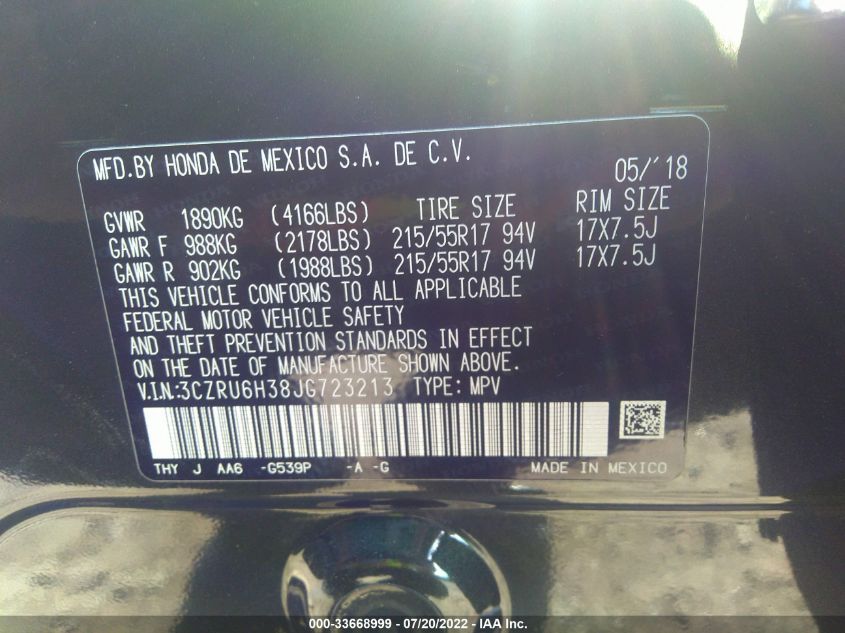 MFD.BY HONDA DE MEXICO S.A. DE C.V. 05/'18
GVWR 1890KG (4166LBS) TIRE SIZE RIM SIZE
GAWR F 988KG (2178LBS) 215/55R17 94V 17X7.5J
GAWR R 902KG (1988LBS) 215/55R17 94V 17X7.5J
THIS VEHICLE CONFORMS TO ALL APPLICABLE
FEDERAL MOTOR VEHICLE SAFETY
AND THEFT PREVENTION STANDARDS IN EFFECT
ON THE DATE OF MANUFACTURE SHOWN ABOVE.
V.I.N.:3CZRU6H38JG723213 TYPE: MPV
THY J AA6 -G539P -A -G MADE IN MEXICO
000-33668999 / 07/20/2022 - IAA Inc.